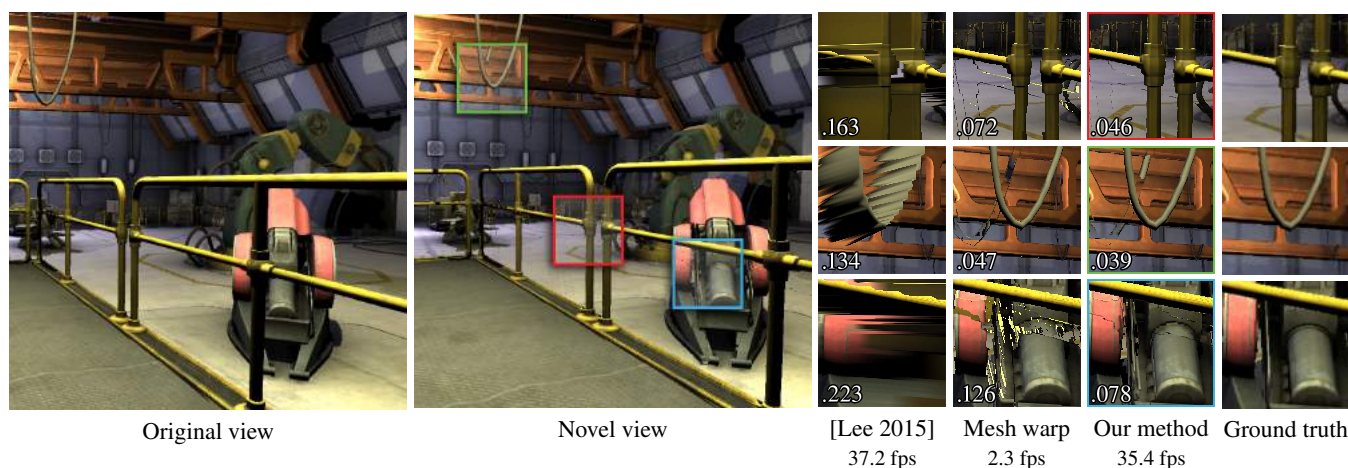 .163
.072
.046
.134
.047
.039
.223
.126
.078
Original view
Novel view
[Lee 2015]
Mesh warp
Our method
Ground truth
37.2 fps
2.3 fps
35.4 fps